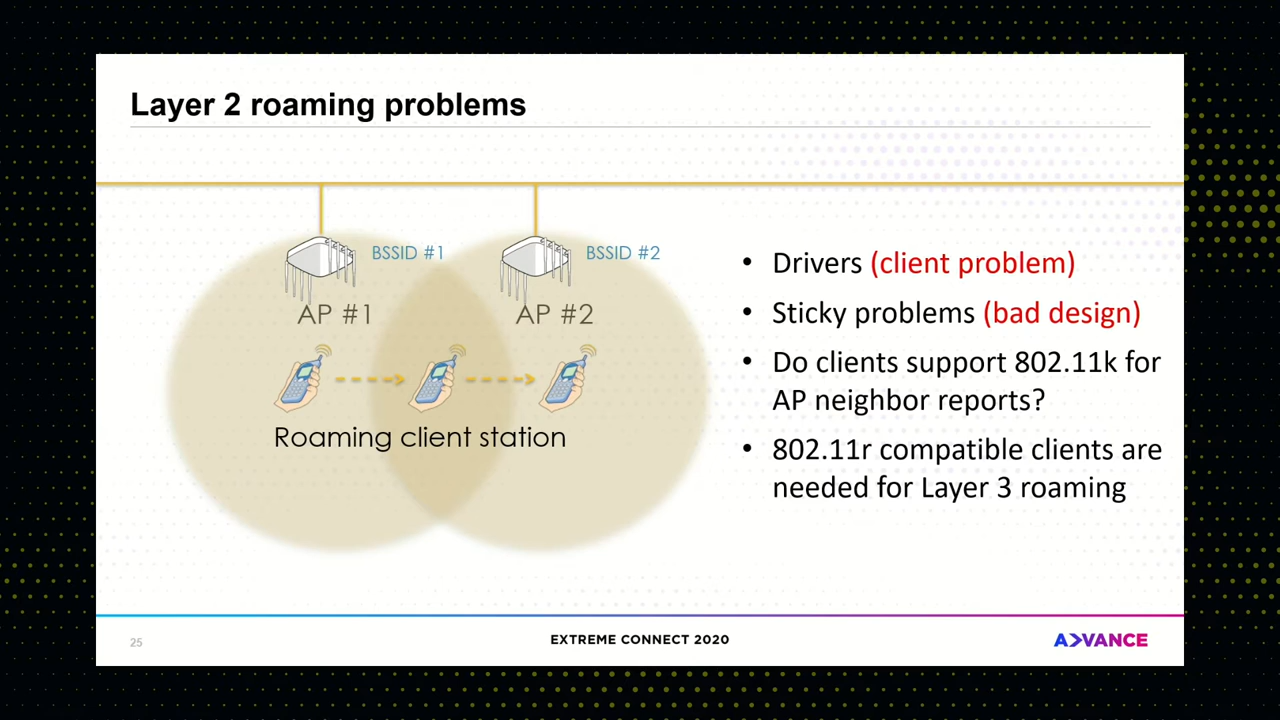 Layer 2 roaming problems
BSSID #1
BSSID #2
AP #1
AP #2
Roaming client station
• Drivers (client problem)
• Sticky problems (bad design)
• Do clients support 802.11k for
AP neighbor reports?
• 802.11r compatible clients are
needed for Layer 3 roaming
25
EXTREME CONNECT 2020
ADVANCE